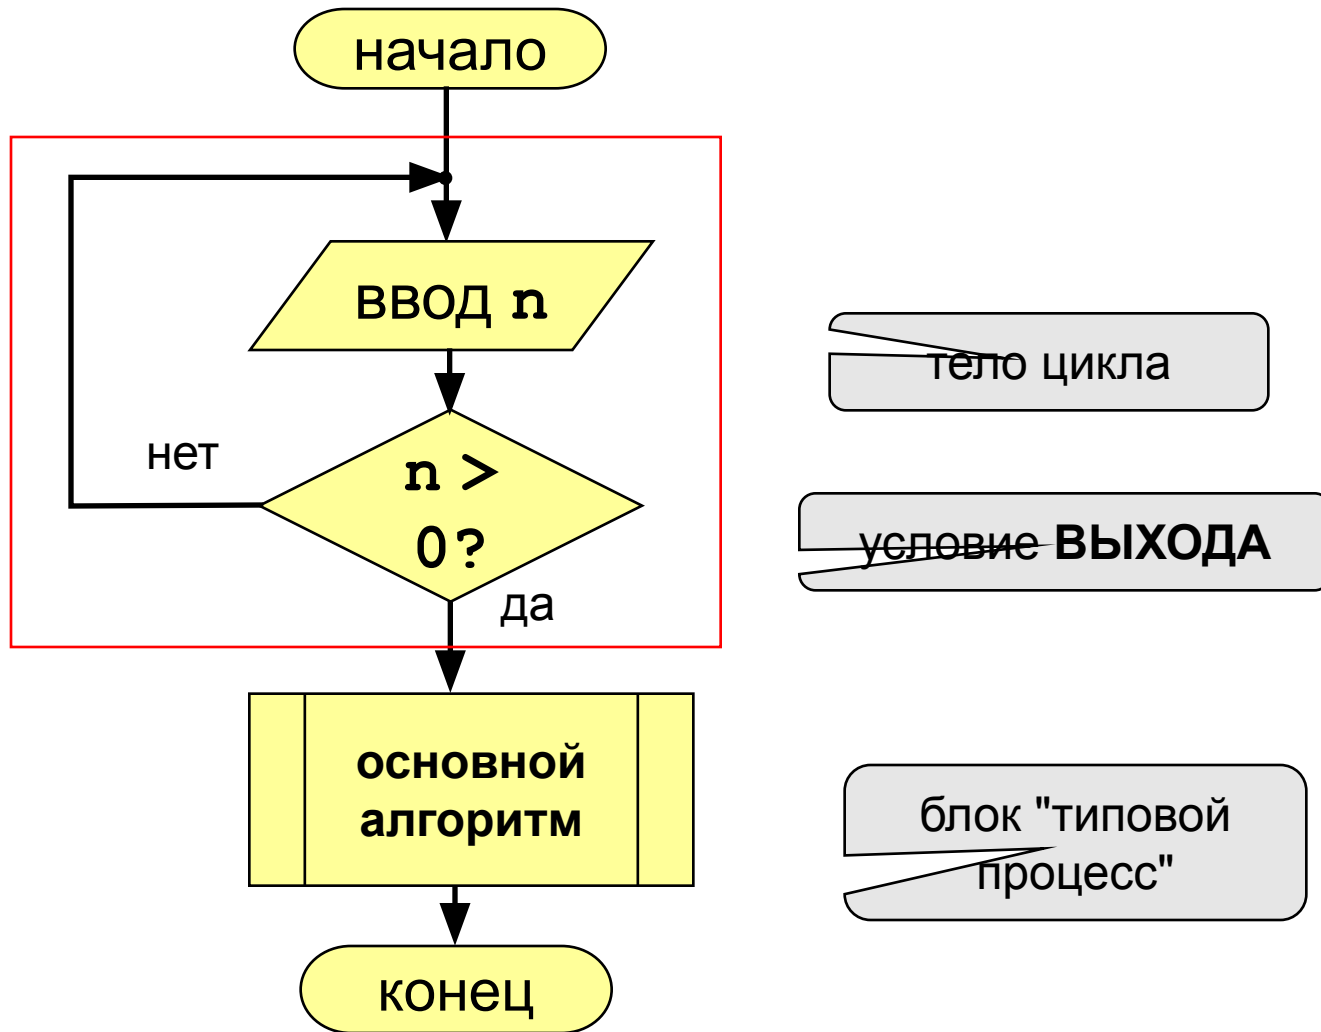 начало
ввод n
тело цикла
нет
n >
0?
условие ВЫХОДА
да
основной
алгоритм
блок "типовой
процесс"
конец